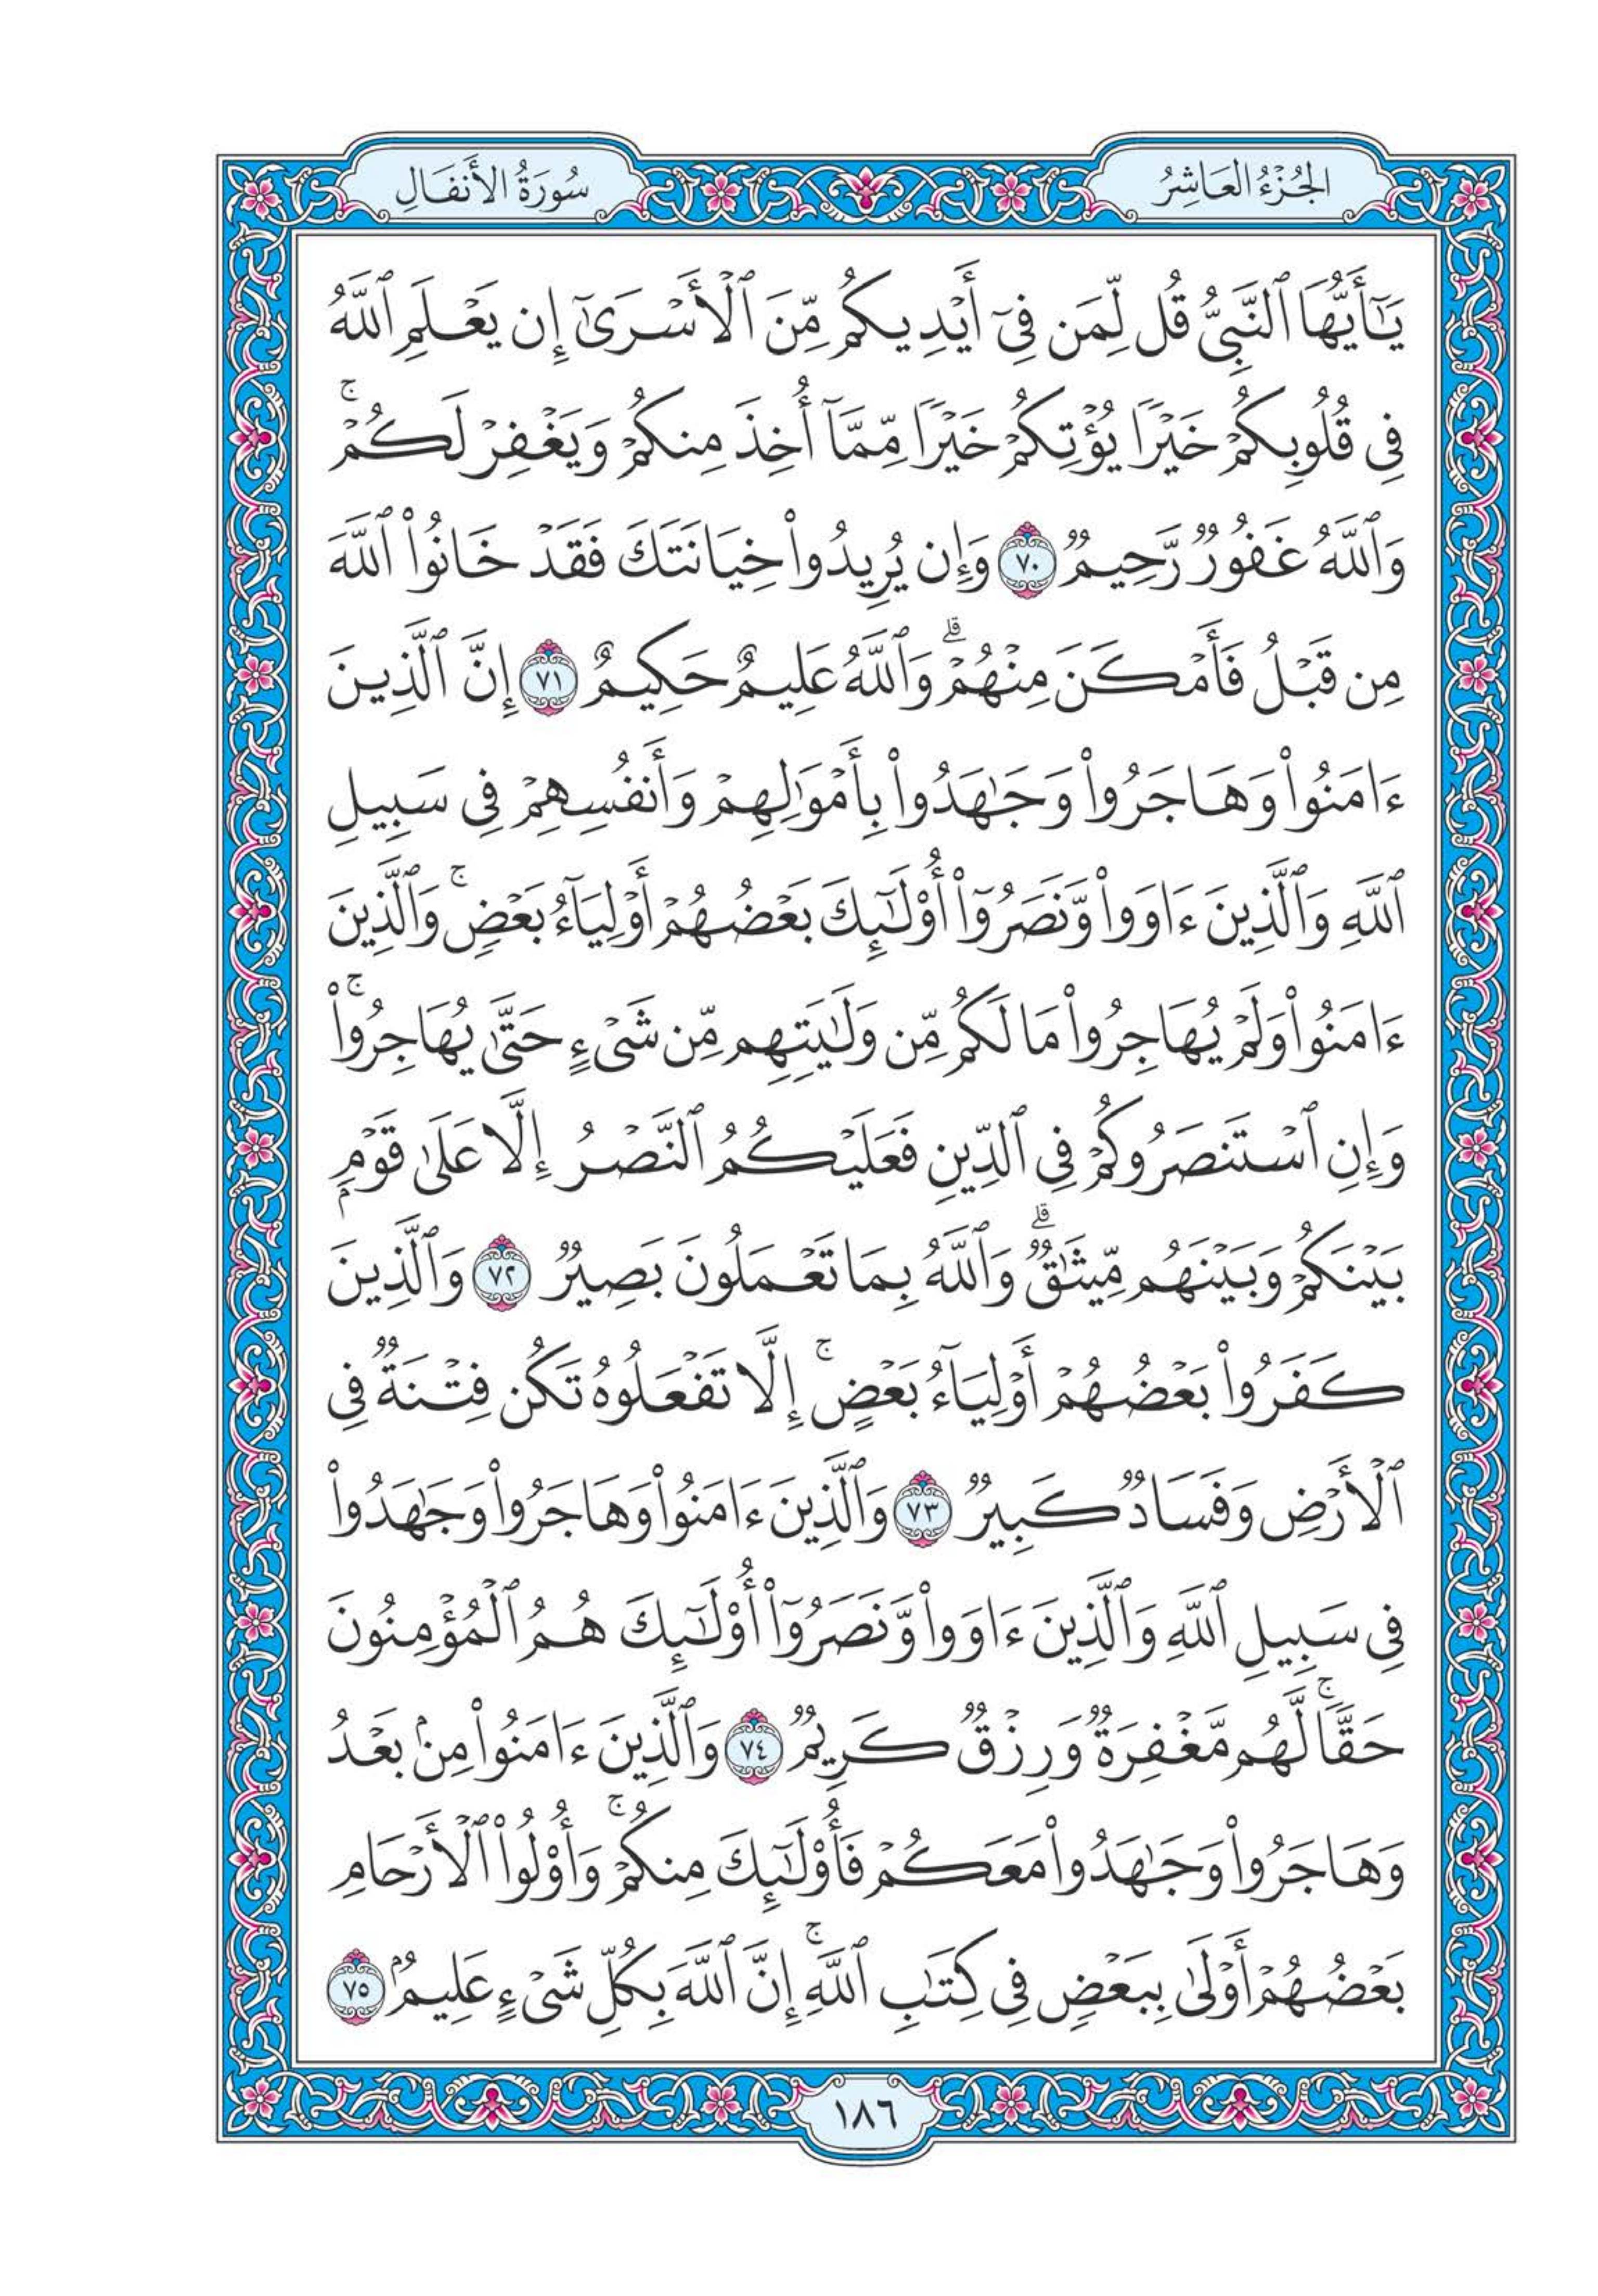 الجُزْءُ العَاشِرُ
سُورَةُ الأَنفَالِ
يَٰٓأَيُّهَا ٱلنَّبِيُّ قُل لِّمَن فِىٓ أَيْدِيكُم مِّنَ ٱلْأَسْرَىٰٓ إِن يَعْلَمِ ٱللَّهُ
فِى قُلُوبِكُمْ خَيْرًا يُؤْتِكُمْ خَيْرًا مِّمَّآ أُخِذَ مِنكُمْ وَيَغْفِرْ لَكُمْ ۚ
وَٱللَّهُ غَفُورٌ رَّحِيمٌ ٧٠ وَإِن يُرِيدُوا۟ خِيَانَتَكَ فَقَدْ خَانُوا۟ ٱللَّهَ
مِن قَبْلُ فَأَمْكَنَ مِنْهُمْ ۗ وَٱللَّهُ عَلِيمٌ حَكِيمٌ ٧١ إِنَّ ٱلَّذِينَ
ءَامَنُوا۟ وَهَاجَرُوا۟ وَجَٰهَدُوا۟ بِأَمْوَٰلِهِمْ وَأَنفُسِهِمْ فِى سَبِيلِ
ٱللَّهِ وَٱلَّذِينَ ءَاوَوا۟ وَّنَصَرُوٓا۟ أُو۟لَٰٓئِكَ بَعْضُهُمْ أَوْلِيَآءُ بَعْضٍ ۚ وَٱلَّذِينَ
ءَامَنُوا۟ وَلَمْ يُهَاجِرُوا۟ مَا لَكُم مِّن وَلَٰيَتِهِم مِّن شَىْءٍ حَتَّىٰ يُهَاجِرُوا۟ ۚ
وَإِنِ ٱسْتَنصَرُوكُمْ فِى ٱلدِّينِ فَعَلَيْكُمُ ٱلنَّصْرُ إِلَّا عَلَىٰ قَوْمٍۭ
بَيْنَكُمْ وَبَيْنَهُم مِّيثَٰقٌ ۗ وَٱللَّهُ بِمَا تَعْمَلُونَ بَصِيرٌ ٧٢ وَٱلَّذِينَ
كَفَرُوا۟ بَعْضُهُمْ أَوْلِيَآءُ بَعْضٍ ۚ إِلَّا تَفْعَلُوهُ تَكُن فِتْنَةٌ فِى
ٱلْأَرْضِ وَفَسَادٌ كَبِيرٌ ٧٣ وَٱلَّذِينَ ءَامَنُوا۟ وَهَاجَرُوا۟ وَجَٰهَدُوا۟
فِى سَبِيلِ ٱللَّهِ وَٱلَّذِينَ ءَاوَوا۟ وَّنَصَرُوٓا۟ أُو۟لَٰٓئِكَ هُمُ ٱلْمُؤْمِنُونَ
حَقًّا ۚ لَّهُم مَّغْفِرَةٌ وَرِزْقٌ كَرِيمٌ ٧٤ وَٱلَّذِينَ ءَامَنُوا۟ مِنۢ بَعْدُ
وَهَاجَرُوا۟ وَجَٰهَدُوا۟ مَعَكُمْ فَأُو۟لَٰٓئِكَ مِنكُمْ ۚ وَأُو۟لُوا۟ ٱلْأَرْحَامِ
بَعْضُهُمْ أَوْلَىٰ بِبَعْضٍ فِى كِتَٰبِ ٱللَّهِ ۚ إِنَّ ٱللَّهَ بِكُلِّ شَىْءٍ عَلِيمٌۢ ٧٥
١٨٦